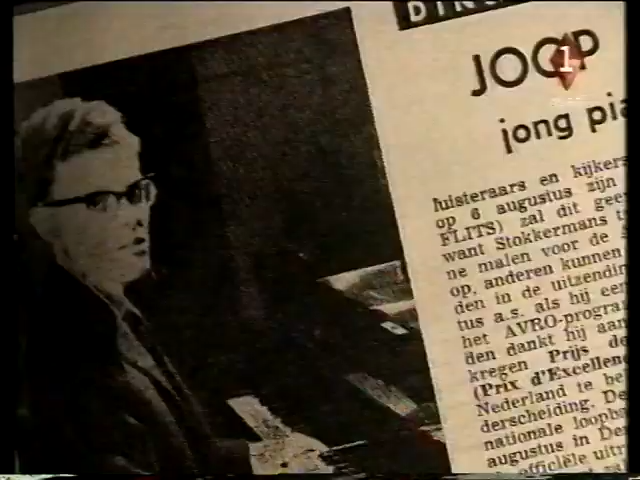 JOOP
1
jong pia
luisteraars en kijkers
op 6 augustus zijn
FLITS) zal dit gee
want Stokkermans t
ne malen voor de
op, anderen kunnen
den in de uitzendin
tus a.s. als hij een
het AVRO-progra
den dankt hij aan
kregen Prijs de
(Prix d'Excellen
Nederland te be
derscheiding. De
nationale loopba
augustus in De
officiële uitr